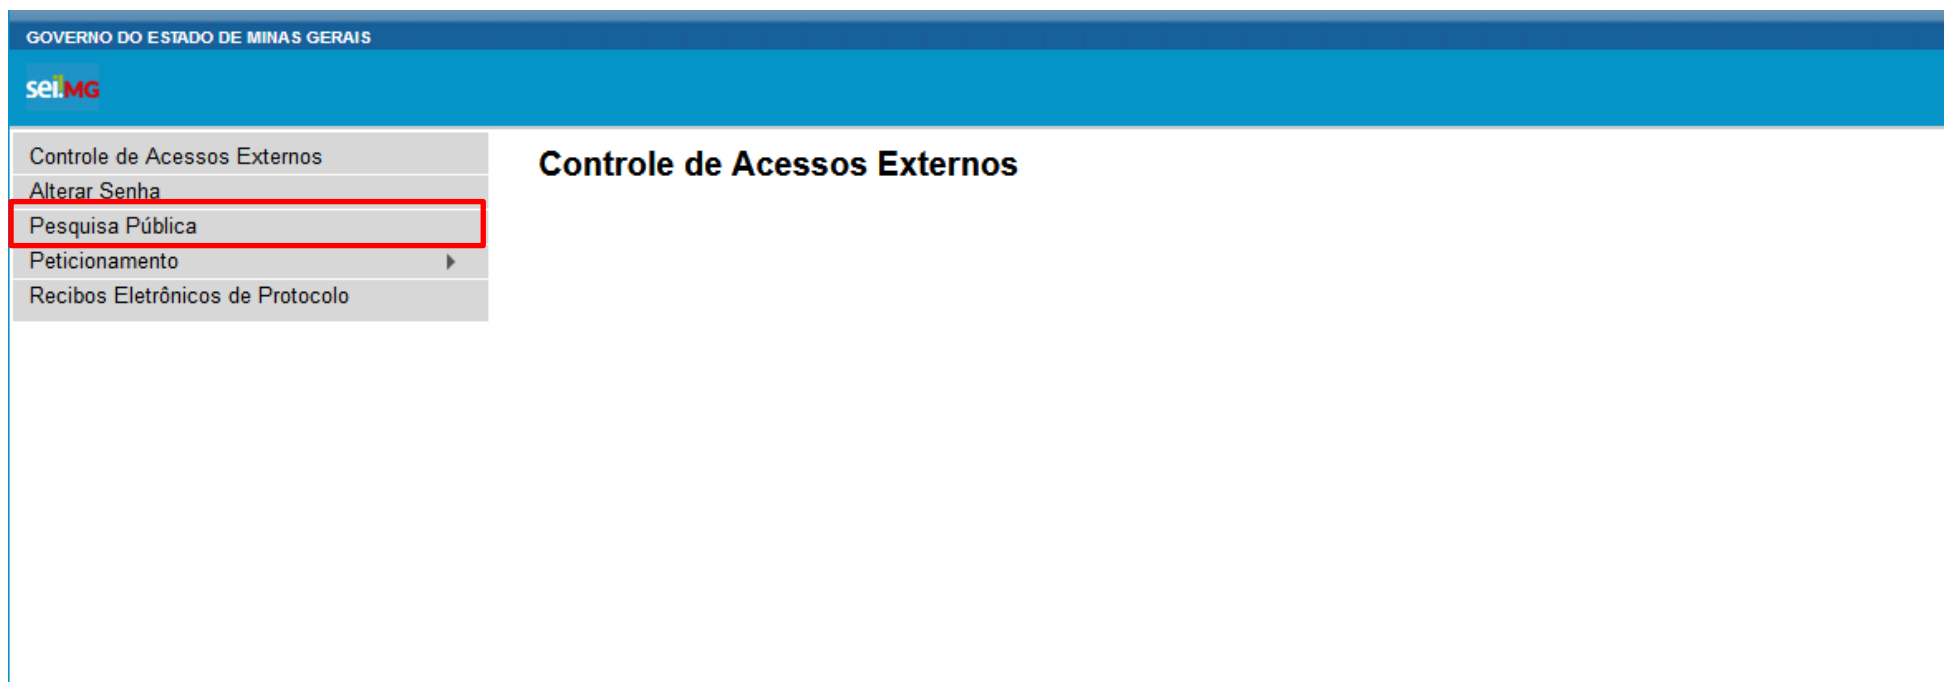 GOVERNO DO ESTADO DE MINAS GERAIS
sei!MG
Controle de Acessos Externos
Alterar Senha
Pesquisa Pública
Peticionamento
Recibos Eletrônicos de Protocolo
Controle de Acessos Externos